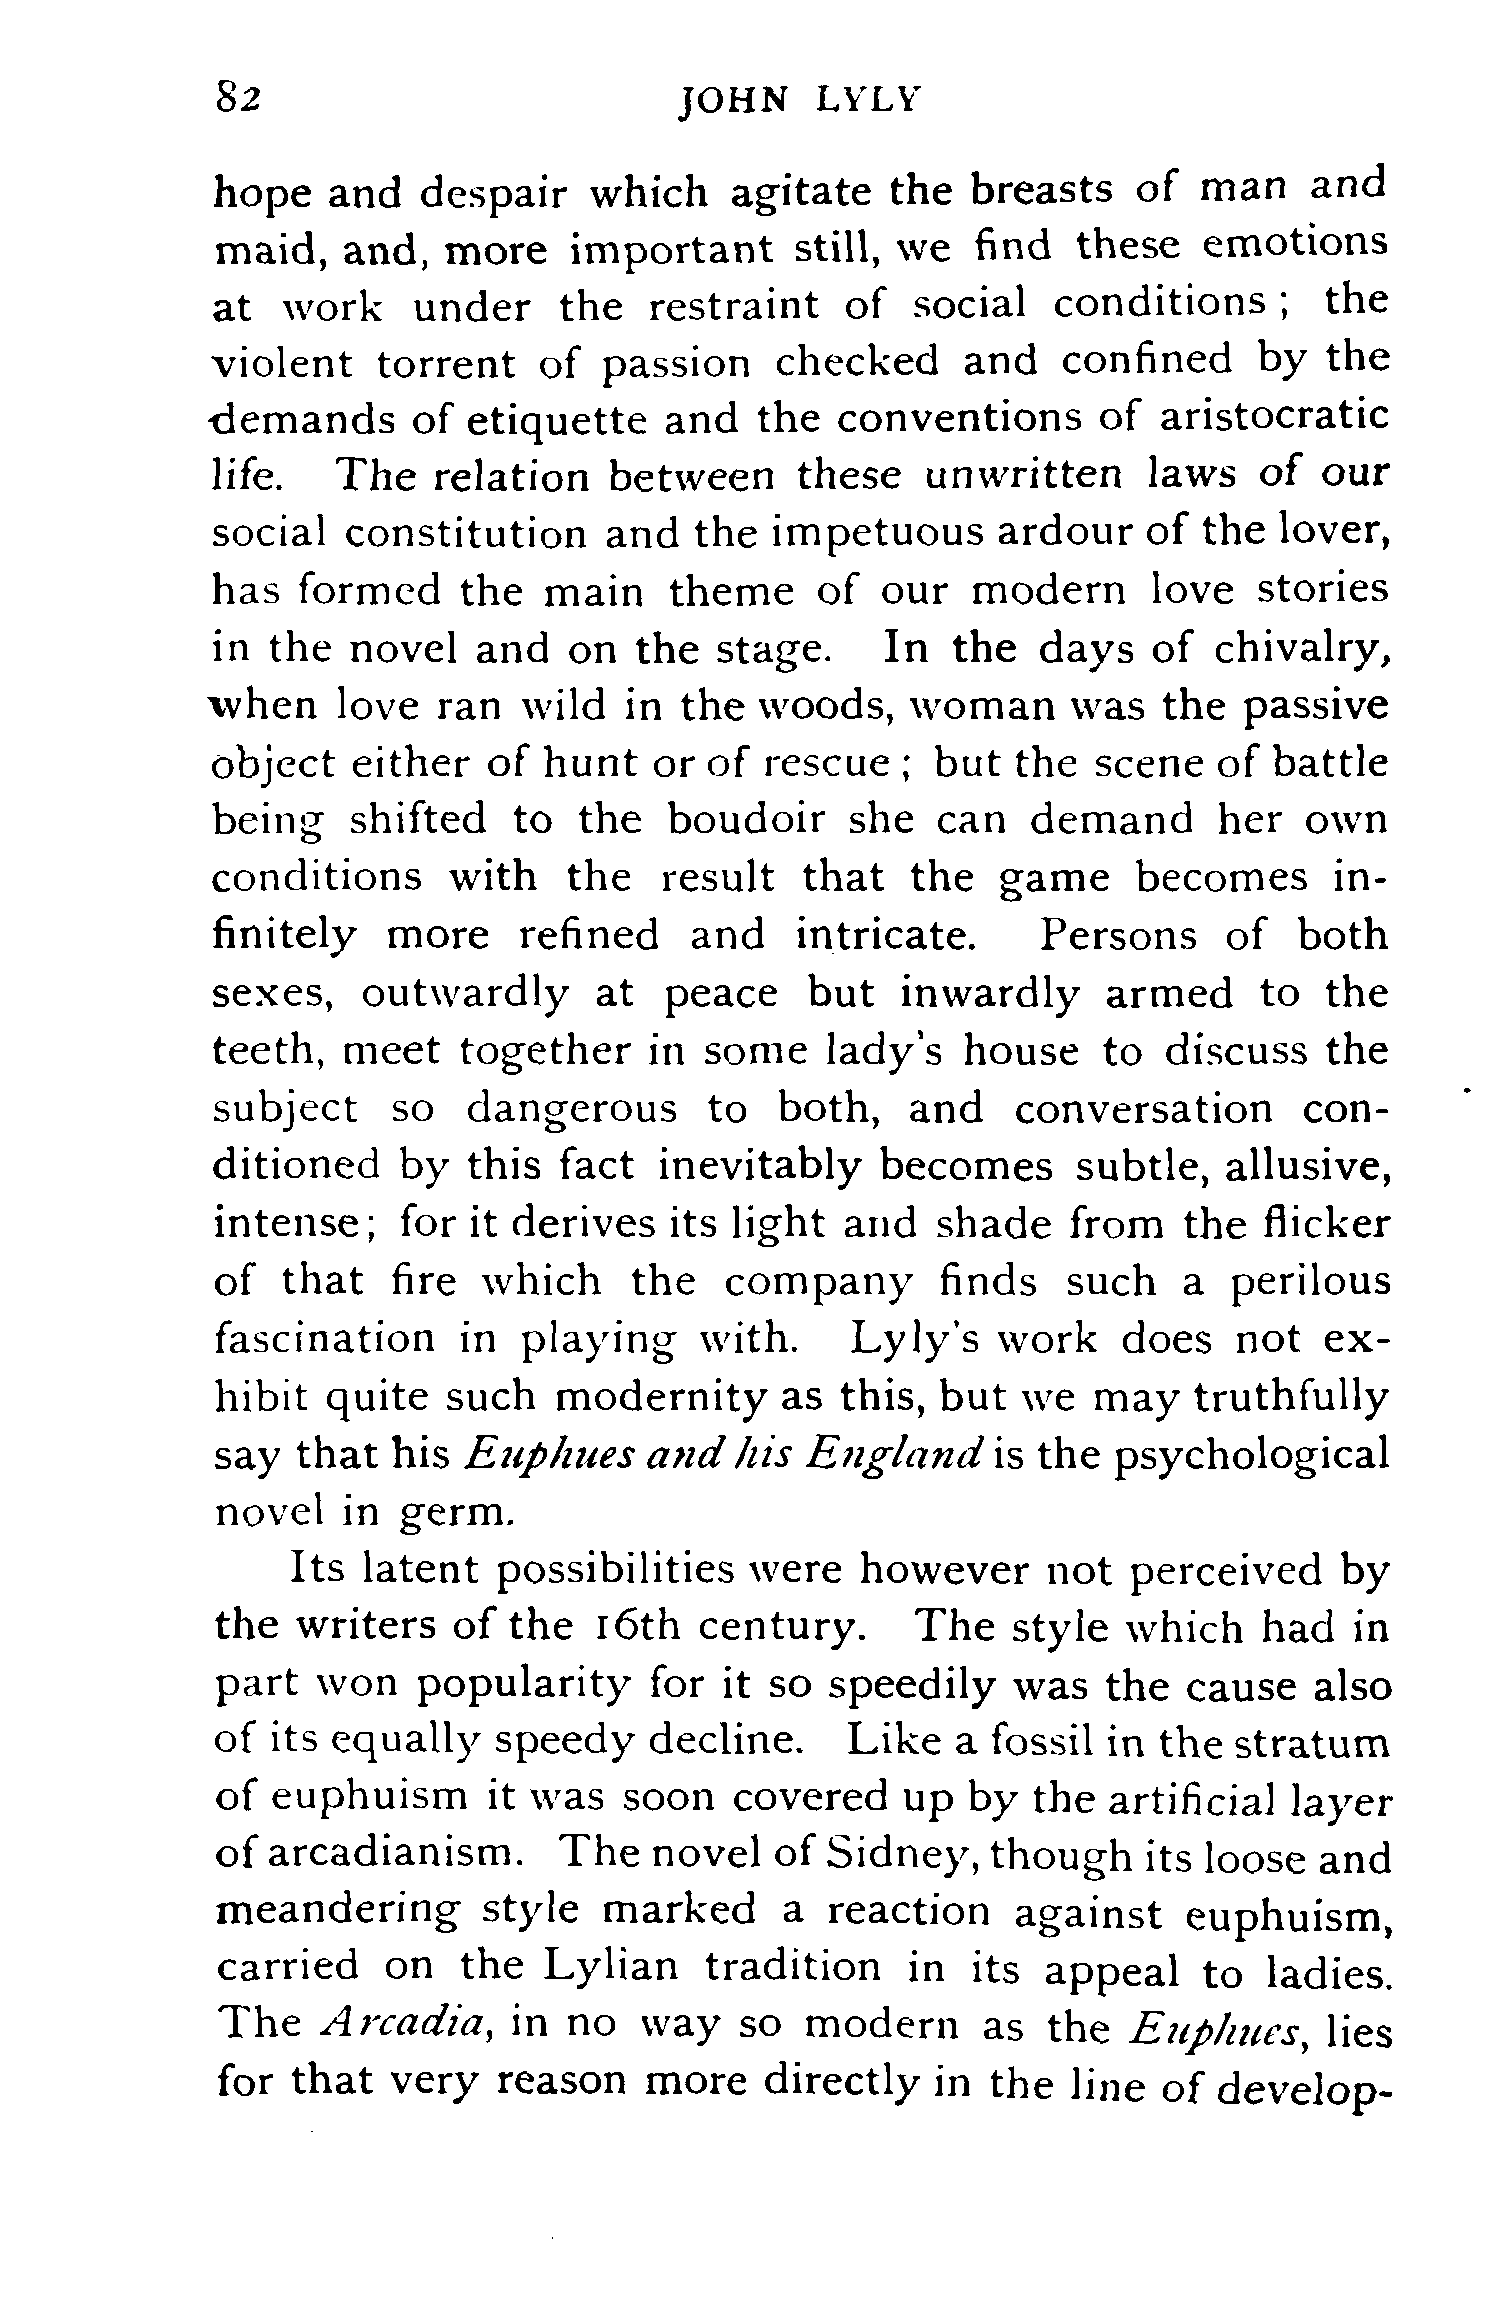 82 JOHN LYLY
hope and despair which agitate the breasts of man and
maid, and, more important still, we find these emotions
at work under the restraint of social conditions ; the
violent torrent of passion checked and confined by the
demands of etiquette and the conventions of aristocratic
life. The relation between these unwritten laws of our
social constitution and the impetuous ardour of the lover,
has formed the main theme of our modern love stories
in the novel and on the stage. In the days of chivalry,
when love ran wild in the woods, woman was the passive
object either of hunt or of rescue ; but the scene of battle
being shifted to the boudoir she can demand her own
conditions with the result that the game becomes in-
finitely more refined and intricate. Persons of both
sexes, outwardly at peace but inwardly armed to the
teeth, meet together in some lady's house to discuss the
subject so dangerous to both, and conversation con-
ditioned by this fact inevitably becomes subtle, allusive,
intense; for it derives its light and shade from the flicker
of that fire which the company finds such a perilous
fascination in playing with. Lyly's work does not ex-
hibit quite such modernity as this, but we may truthfully
say that his Euphues and his England is the psychological
novel in germ.
Its latent possibilities were however not perceived by
the writers of the 16th century. The style which had in
part won popularity for it so speedily was the cause also
of its equally speedy decline. Like a fossil in the stratum
of euphuism it was soon covered up by the artificial layer
of arcadianism. The novel of Sidney, though its loose and
meandering style marked a reaction against euphuism,
carried on the Lylian tradition in its appeal to ladies.
The Arcadia, in no way so modern as the Euphues, lies
for that very reason more directly in the line of develop-